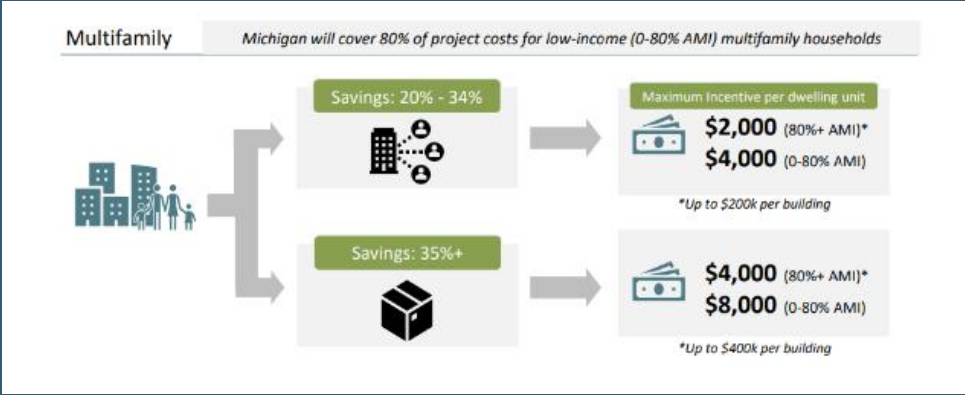 Multifamily
Michigan will cover 80% of project costs for low-income (0-80% AMI) multifamily households
Savings: 20% - 34%
Maximum Incentive per dwelling unit
$2,000 (80%+ AMI)*
$4,000 (0-80% AMI)
*Up to $200k per building
Savings: 35%+
$4,000 (80%+ AMI)*
$8,000 (0-80% AMI)
*Up to $400k per building